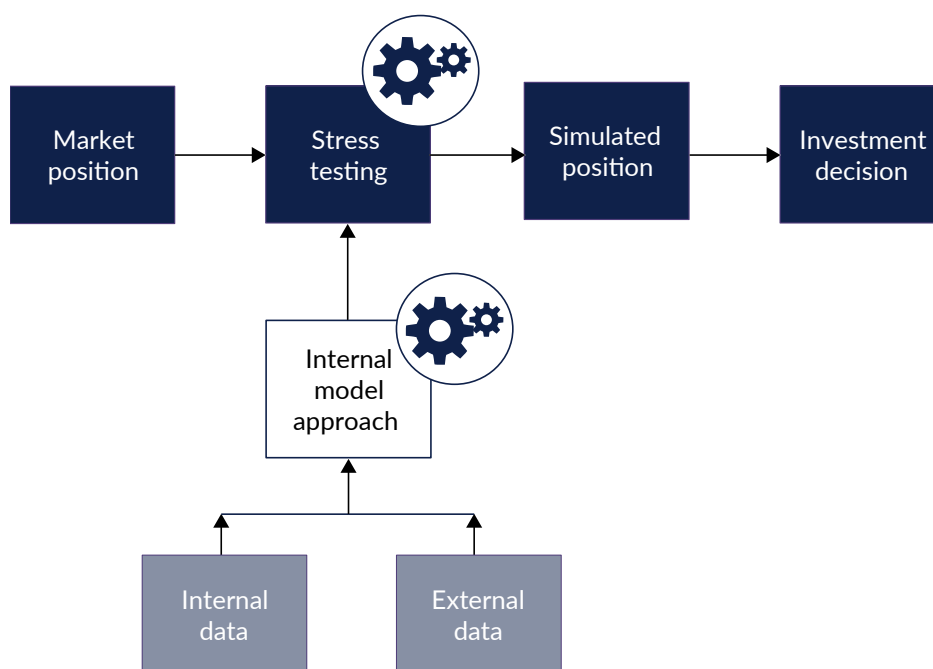 Market
position
Stress
testing
Simulated
position
Investment
decision
Internal
model
approach
Internal
data
External
data